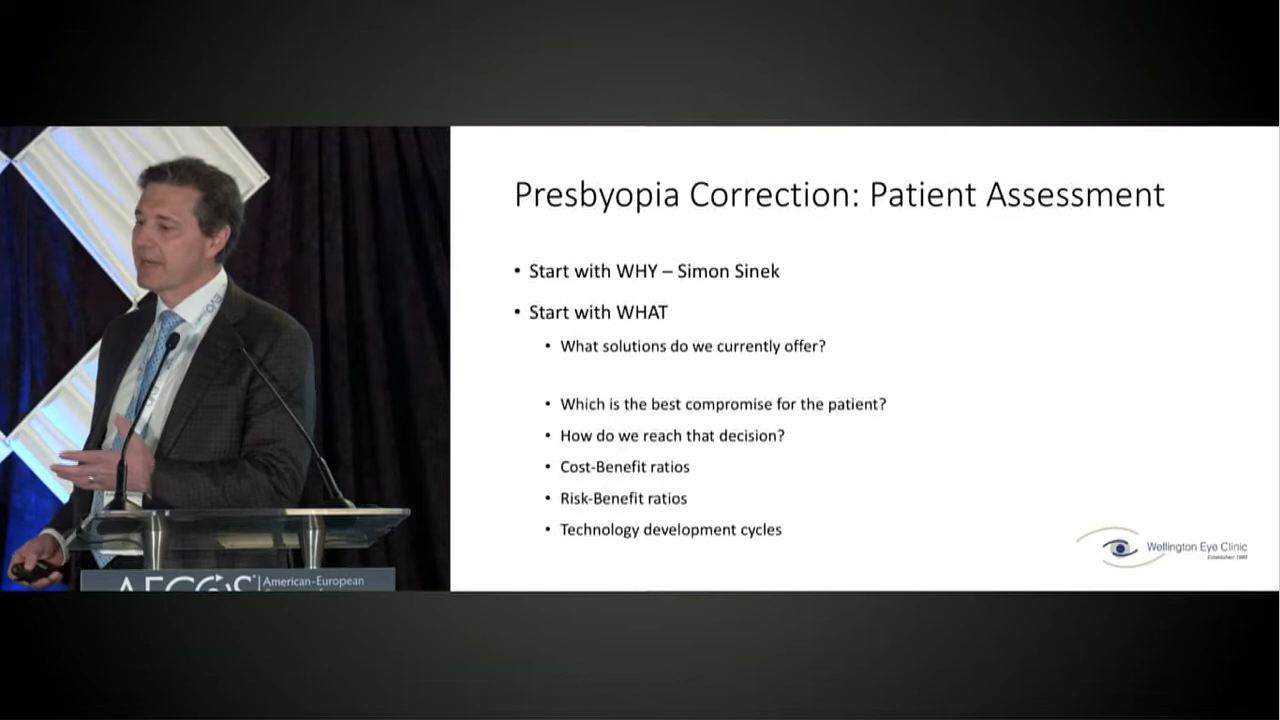 Presbyopia Correction: Patient Assessment
• Start with WHY – Simon Sinek
• Start with WHAT
• What solutions do we currently offer?
• Which is the best compromise for the patient?
• How do we reach that decision?
• Cost-Benefit ratios
• Risk-Benefit ratios
• Technology development cycles
Wellington Eye Clinic
EVO
American-European